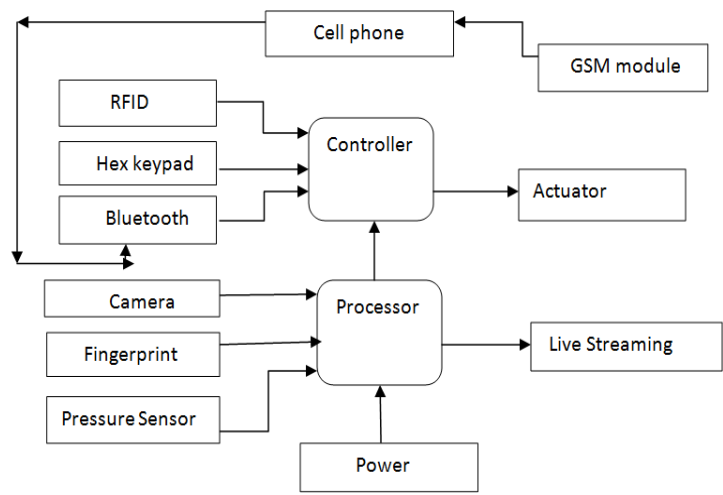 Cell phone
GSM module
RFID
Controller
Hex keypad
Actuator
Bluetooth
Camera
Processor
Fingerprint
Live Streaming
Pressure Sensor
Power